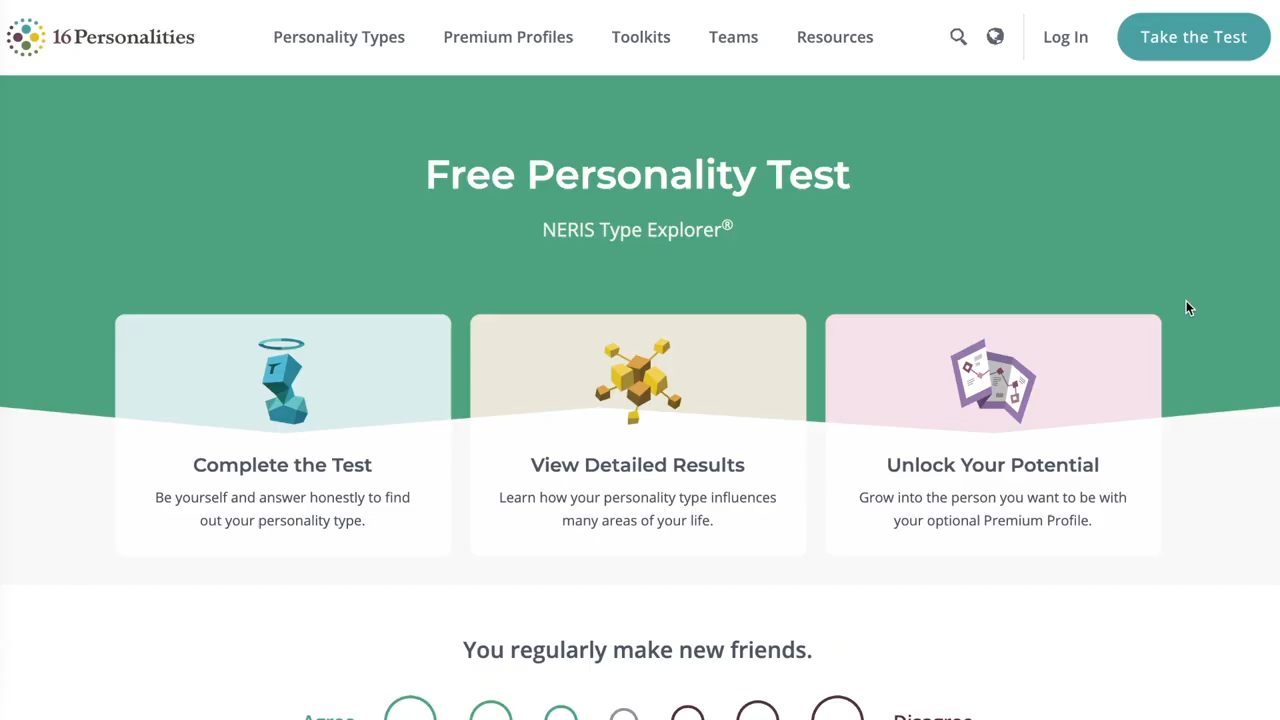 16Personalities
Personality Types
Premium Profiles
Toolkits
Teams
Resources
Log In
Take the Test
Free Personality Test
NERIS Type Explorer®
Complete the Test
Be yourself and answer honestly to find
out your personality type.
View Detailed Results
Learn how your personality type influences
many areas of your life.
Unlock Your Potential
Grow into the person you want to be with
your optional Premium Profile.
You regularly make new friends.
Agree
Disagree